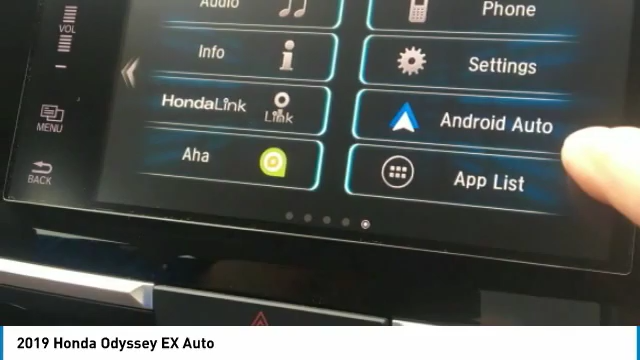 Audio
Phone
VOL
Info
Settings
HondaLink
Link
Android Auto
MENU
Aha
App List
BACK
2019 Honda Odyssey EX Auto